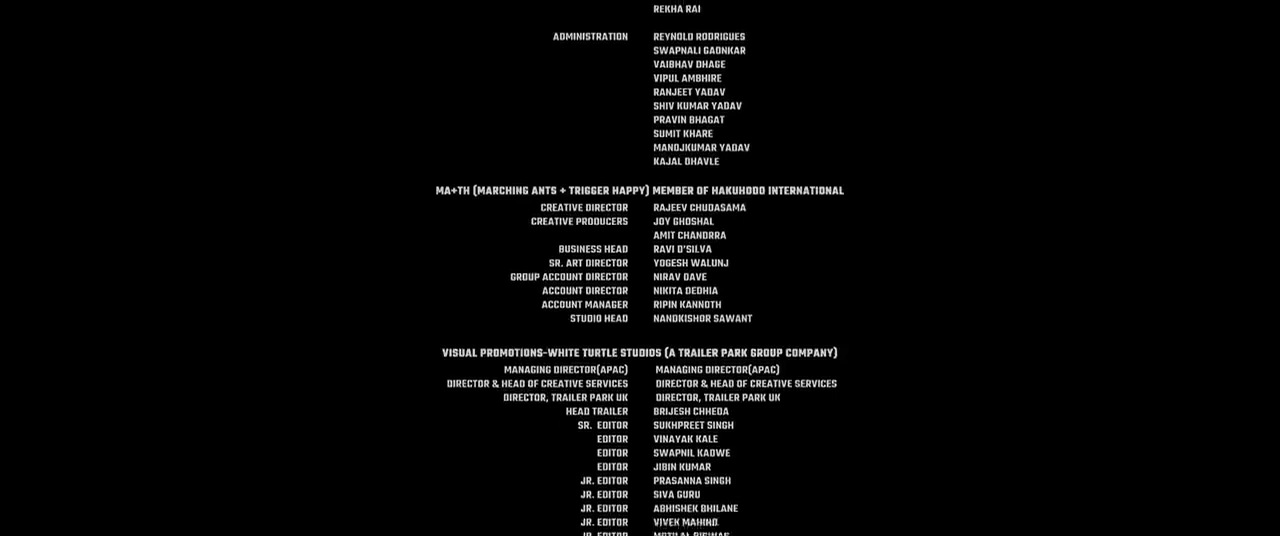 REKHA RAI
ADMINISTRATION REYNOLD RODRIGUES
SWAPNALI GAONKAR
VAIBHAV DHAGE
VIPUL AMBHIRE
RANJEET YADAV
SHIV KUMAR YADAV
PRAVIN BHAGAT
SUMIT KHARE
MANOJKUMAR YADAV
KAJAL DHAVLE
MA+TH (MARCHING ANTS + TRIGGER HAPPY) MEMBER OF HAKUHODO INTERNATIONAL
CREATIVE DIRECTOR RAJEEV CHUDASAMA
CREATIVE PRODUCERS JOY GHOSHAL
AMIT CHANDRRA
BUSINESS HEAD RAVI D'SILVA
SR. ART DIRECTOR YOGESH WALUNJ
GROUP ACCOUNT DIRECTOR NIRAV DAVE
ACCOUNT DIRECTOR NIKITA DEDHIA
ACCOUNT MANAGER RIPIN KANNOTH
STUDIO HEAD NANDKISHOR SAWANT
VISUAL PROMOTIONS-WHITE TURTLE STUDIOS (A TRAILER PARK GROUP COMPANY)
MANAGING DIRECTOR(APAC) MANAGING DIRECTOR(APAC)
DIRECTOR & HEAD OF CREATIVE SERVICES DIRECTOR & HEAD OF CREATIVE SERVICES
DIRECTOR, TRAILER PARK UK DIRECTOR, TRAILER PARK UK
HEAD TRAILER BRIJESH CHHEDA
SR. EDITOR SUKHPREET SINGH
EDITOR VINAYAK KALE
EDITOR SWAPNIL KADWE
EDITOR JIBIN KUMAR
JR. EDITOR PRASANNA SINGH
JR. EDITOR SIVA GURU
JR. EDITOR ABHISHEK BHILANE
JR. EDITOR VIVEK MAHIND
JR. EDITOR MOTILAL BISWAS